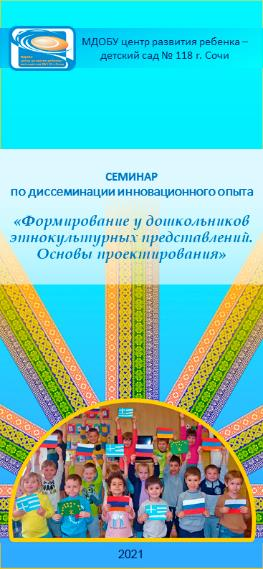 МДОБУ центр развития ребенка –
детский сад № 118 г. Сочи
СЕМИНАР
по диссеминации инновационного опыта
«Формирование у дошкольников
этнокультурных представлений.
Основы проектирования»
2021